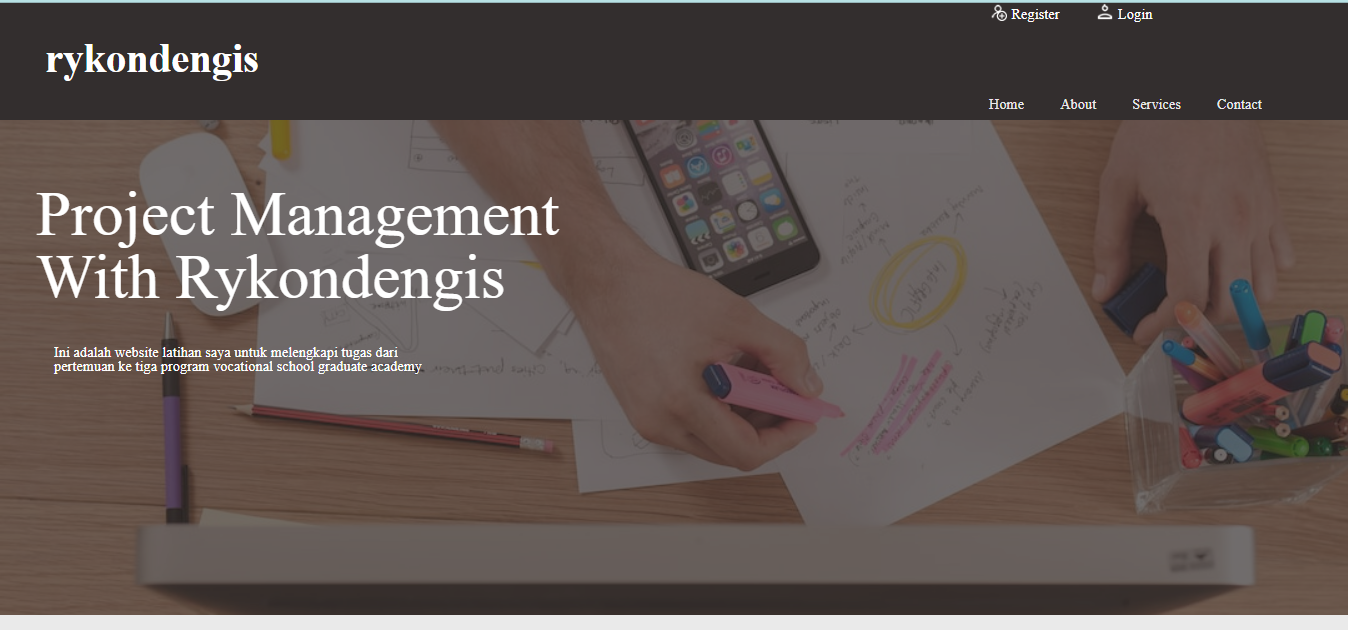 Register Login
rykondengis
Home About Services Contact
Project Management
With Rykondengis
Ini adalah website latihan saya untuk melengkapi tugas dari
pertemuan ke tiga program vocational school graduate academy.